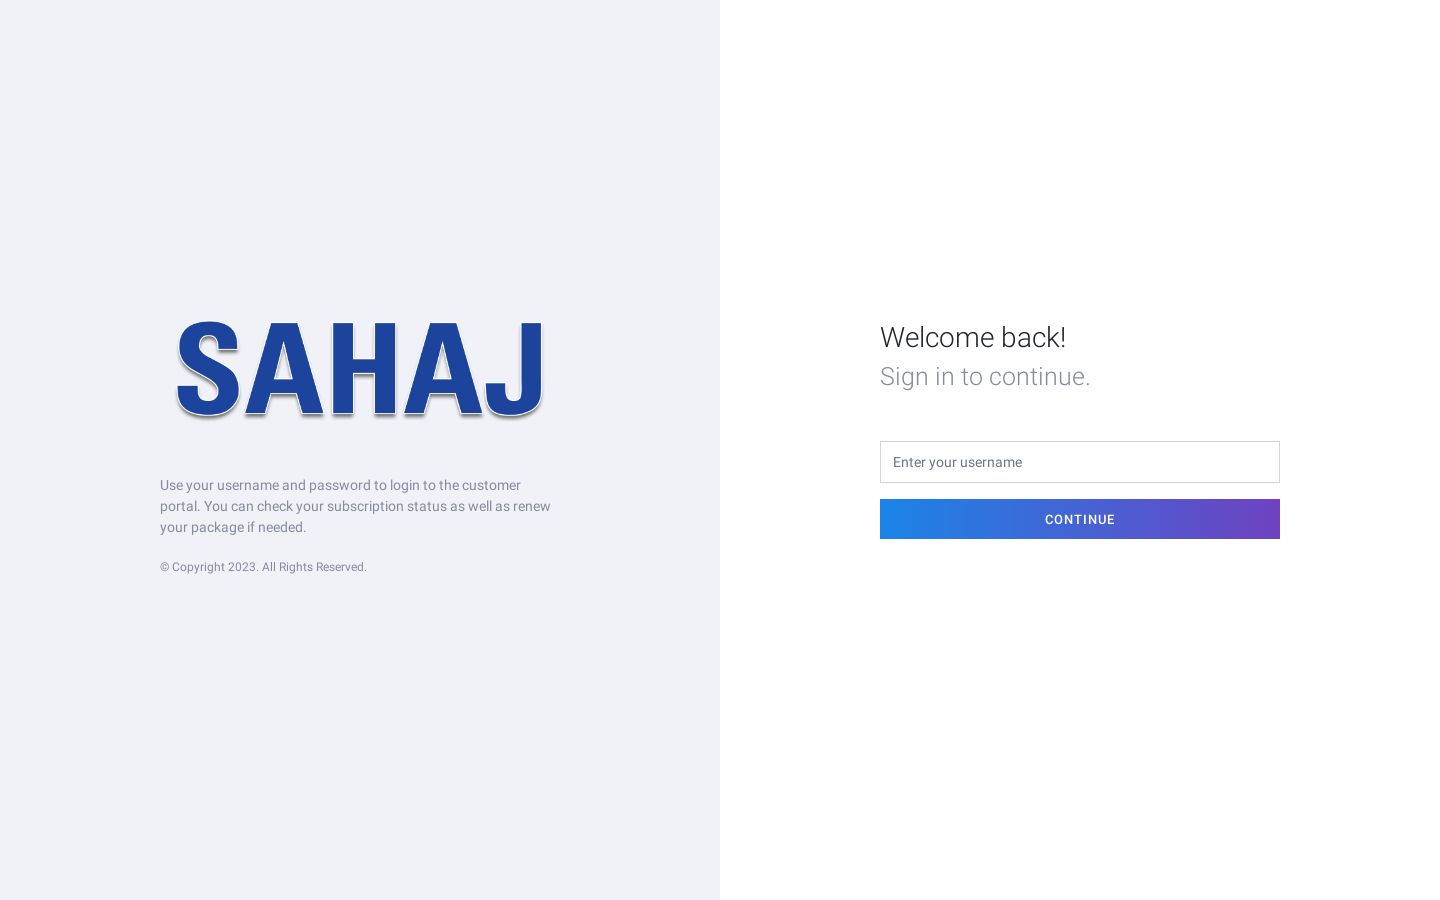 SAHAJ
Use your username and password to login to the customer
portal. You can check your subscription status as well as renew
your package if needed.
© Copyright 2023. All Rights Reserved.
Welcome back!
Sign in to continue.
Enter your username
CONTINUE